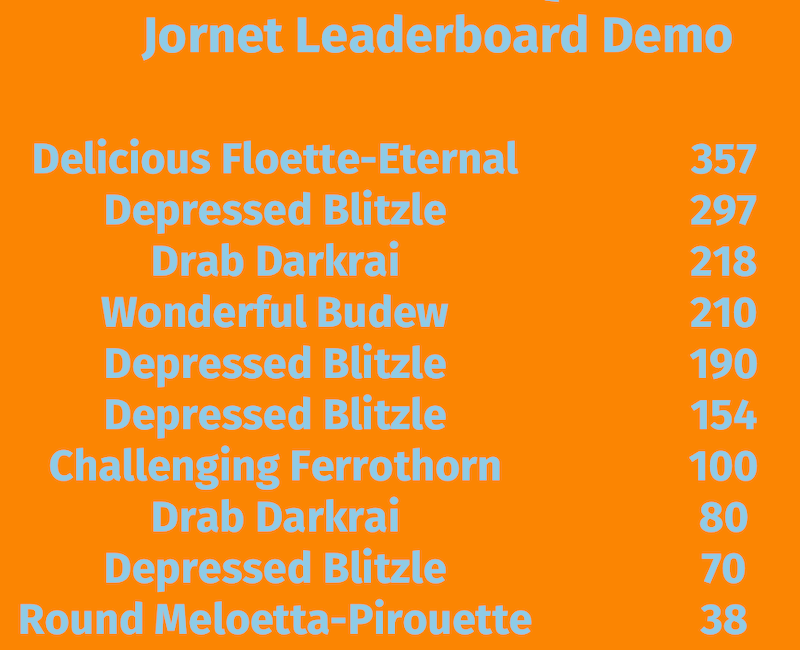 Jornet Leaderboard Demo
Delicious Floette-Eternal 357
Depressed Blitzle 297
Drab Darkrai 218
Wonderful Budew 210
Depressed Blitzle 190
Depressed Blitzle 154
Challenging Ferrothorn 100
Drab Darkrai 80
Depressed Blitzle 70
Round Meloetta-Pirouette 38